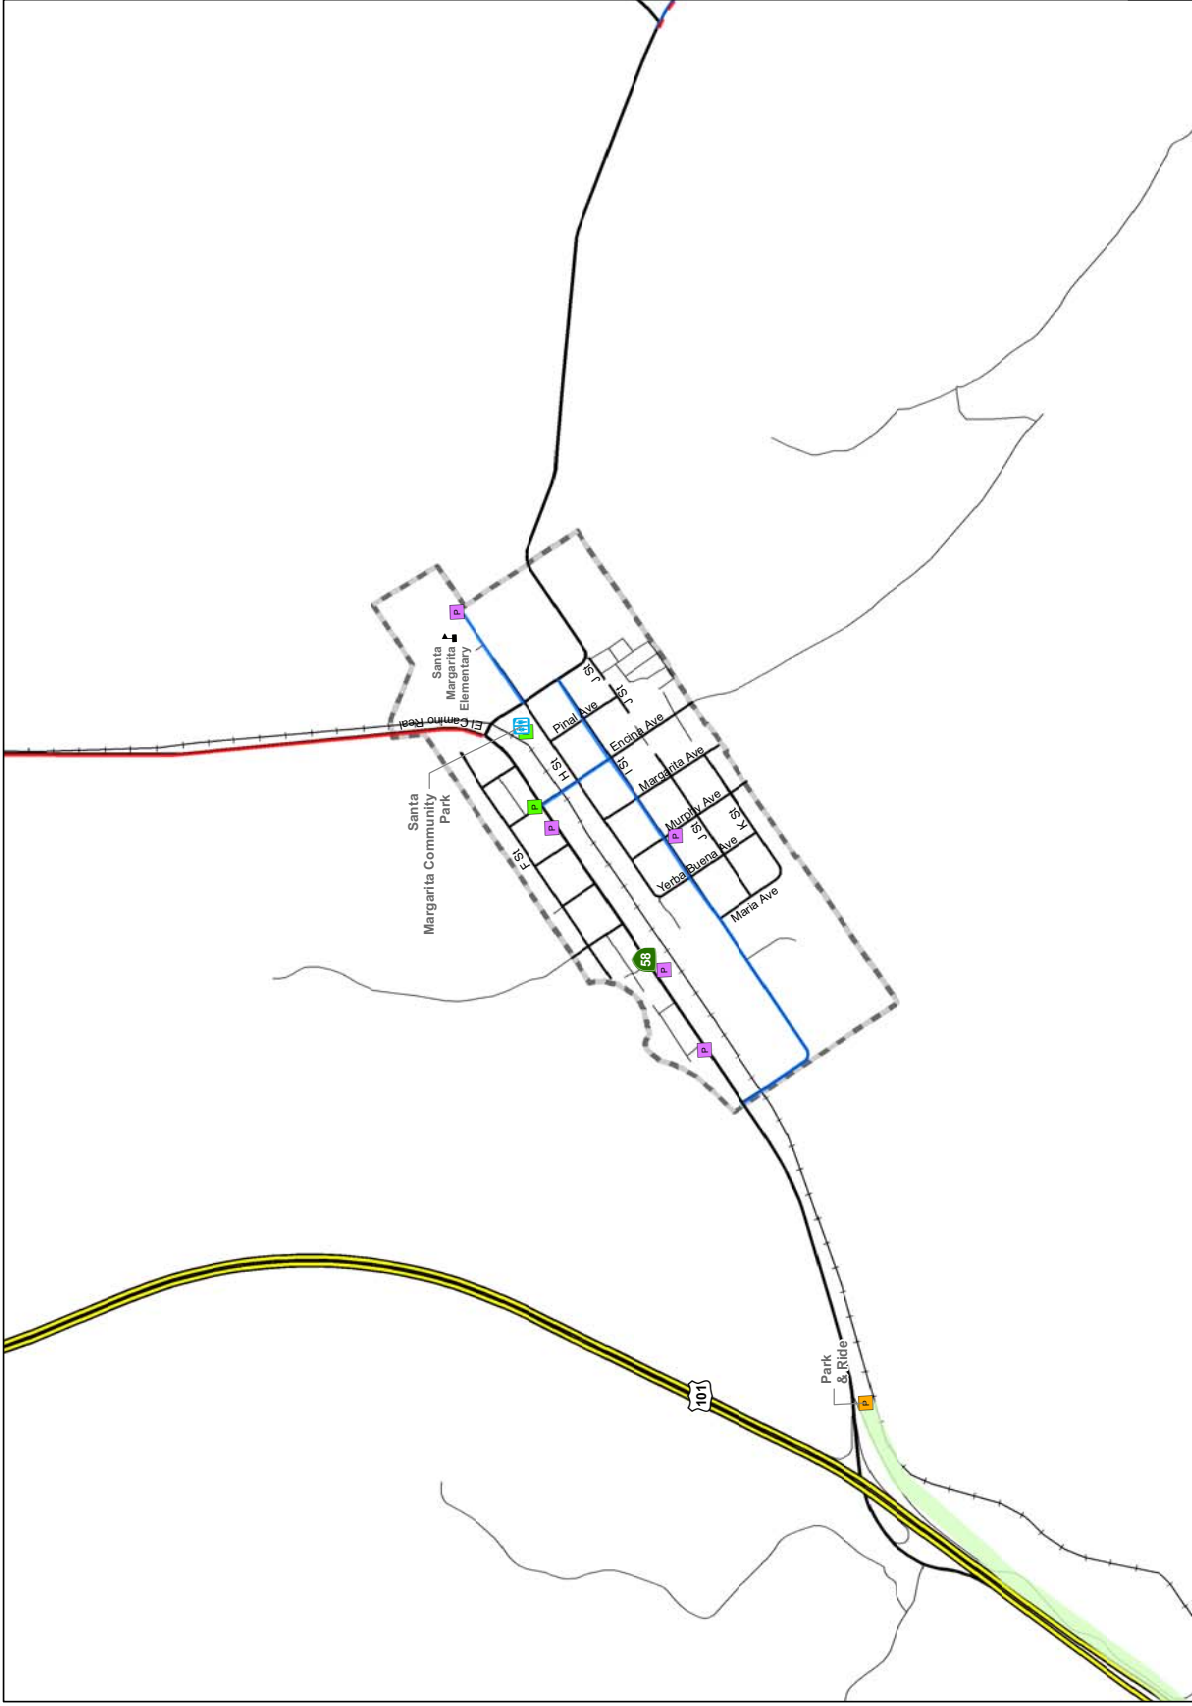 Santa
Margarita
Elementary
El Camino Real
Santa
Margarita Community
Park
P
P
P
P
P
P
P
F St
H St
I St
J St
J St
J St
K St
Pinal Ave
Encina Ave
Margarita Ave
Murphy Ave
Yerba Buena Ave
Maria Ave
58
Park
& Ride
101